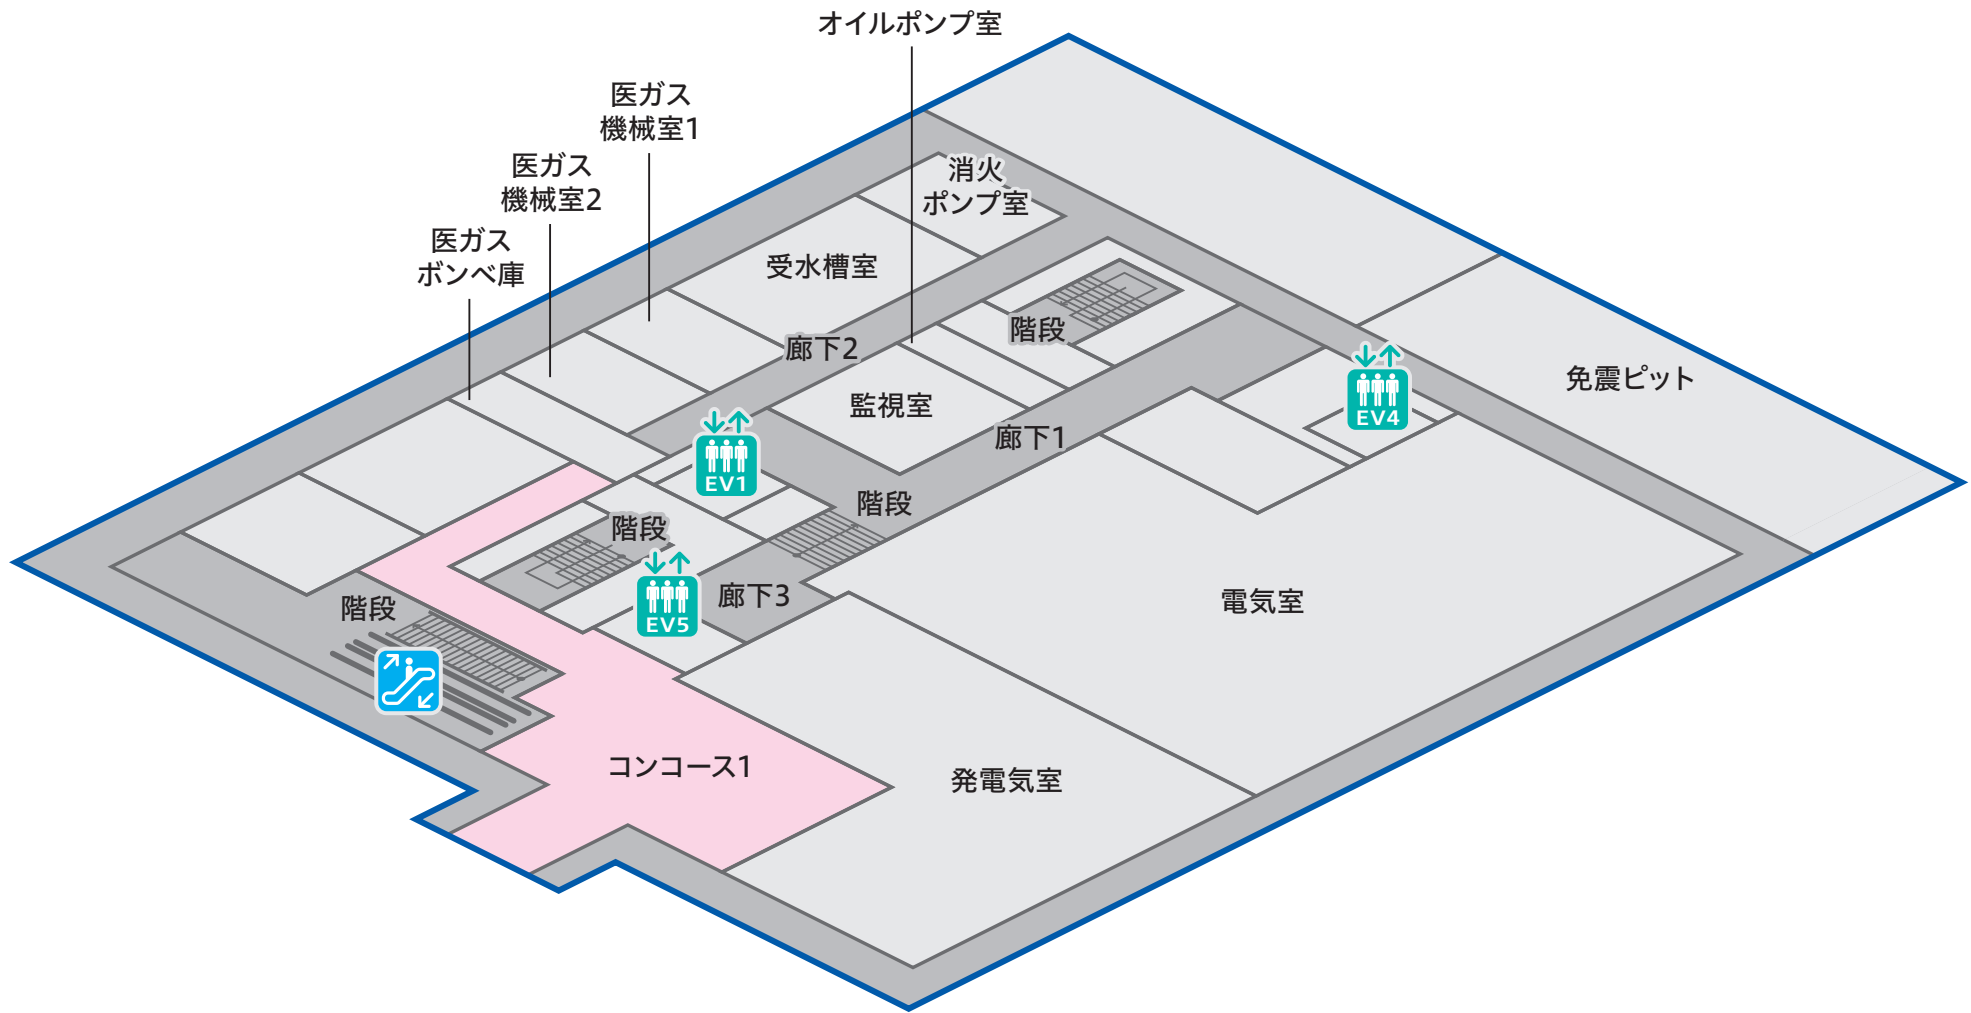 オイルポンプ室
医ガス
機械室1
医ガス
機械室2
医ガス
ボンベ庫
消火
ポンプ室
受水槽室
階段
廊下2
監視室
廊下1
EV4
免震ピット
EV1
階段
階段
廊下3
EV5
電気室
階段
コンコース1
発電気室